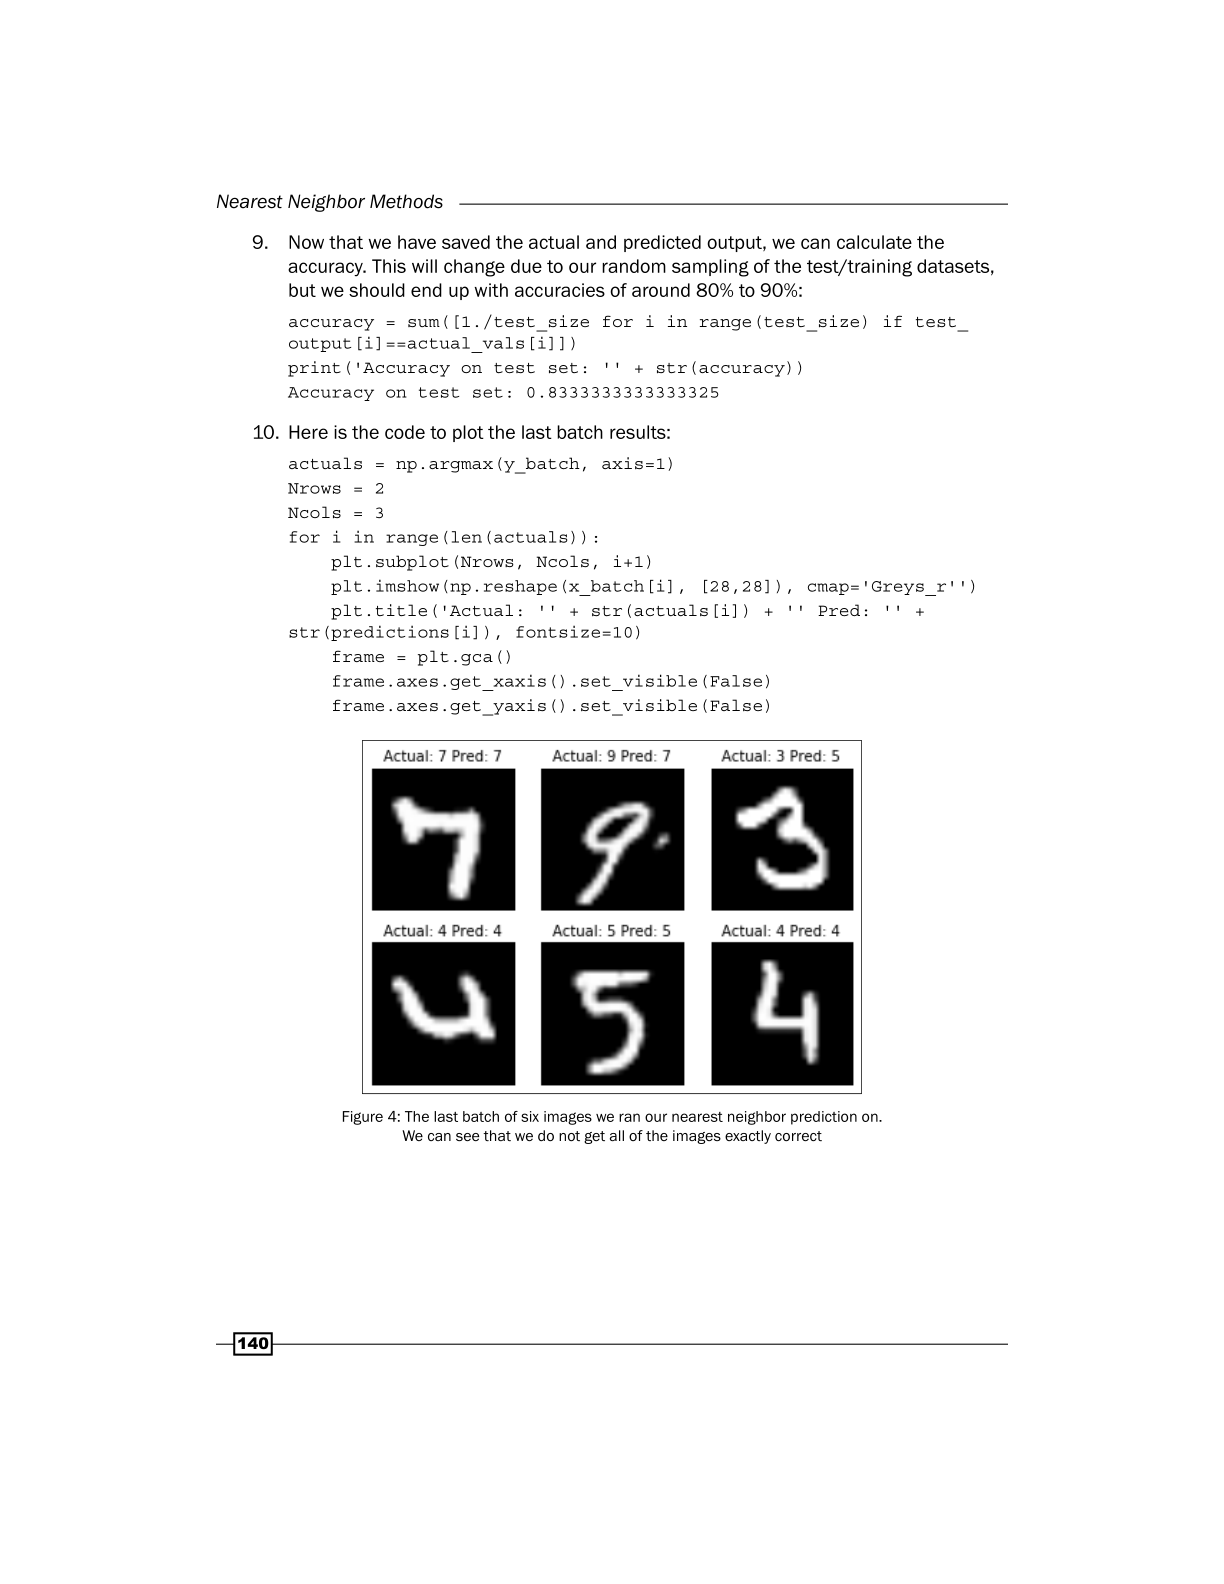 Nearest Neighbor Methods
9. Now that we have saved the actual and predicted output, we can calculate the
accuracy. This will change due to our random sampling of the test/training datasets,
but we should end up with accuracies of around 80% to 90%:
accuracy = sum([1./test_size for i in range(test_size) if test_
output[i]==actual_vals[i]])
print('Accuracy on test set: '' + str(accuracy))
Accuracy on test set: 0.8333333333333325
10. Here is the code to plot the last batch results:
actuals = np.argmax(y_batch, axis=1)
Nrows = 2
Ncols = 3
for i in range(len(actuals)):
    plt.subplot(Nrows, Ncols, i+1)
    plt.imshow(np.reshape(x_batch[i], [28,28]), cmap='Greys_r'')
    plt.title('Actual: '' + str(actuals[i]) + '' Pred: '' +
str(predictions[i]), fontsize=10)
    frame = plt.gca()
    frame.axes.get_xaxis().set_visible(False)
    frame.axes.get_yaxis().set_visible(False)
Actual: 7 Pred: 7 Actual: 9 Pred: 7 Actual: 3 Pred: 5
7 9 3
Actual: 4 Pred: 4 Actual: 5 Pred: 5 Actual: 4 Pred: 4
4 5 4
Figure 4: The last batch of six images we ran our nearest neighbor prediction on.
We can see that we do not get all of the images exactly correct
140